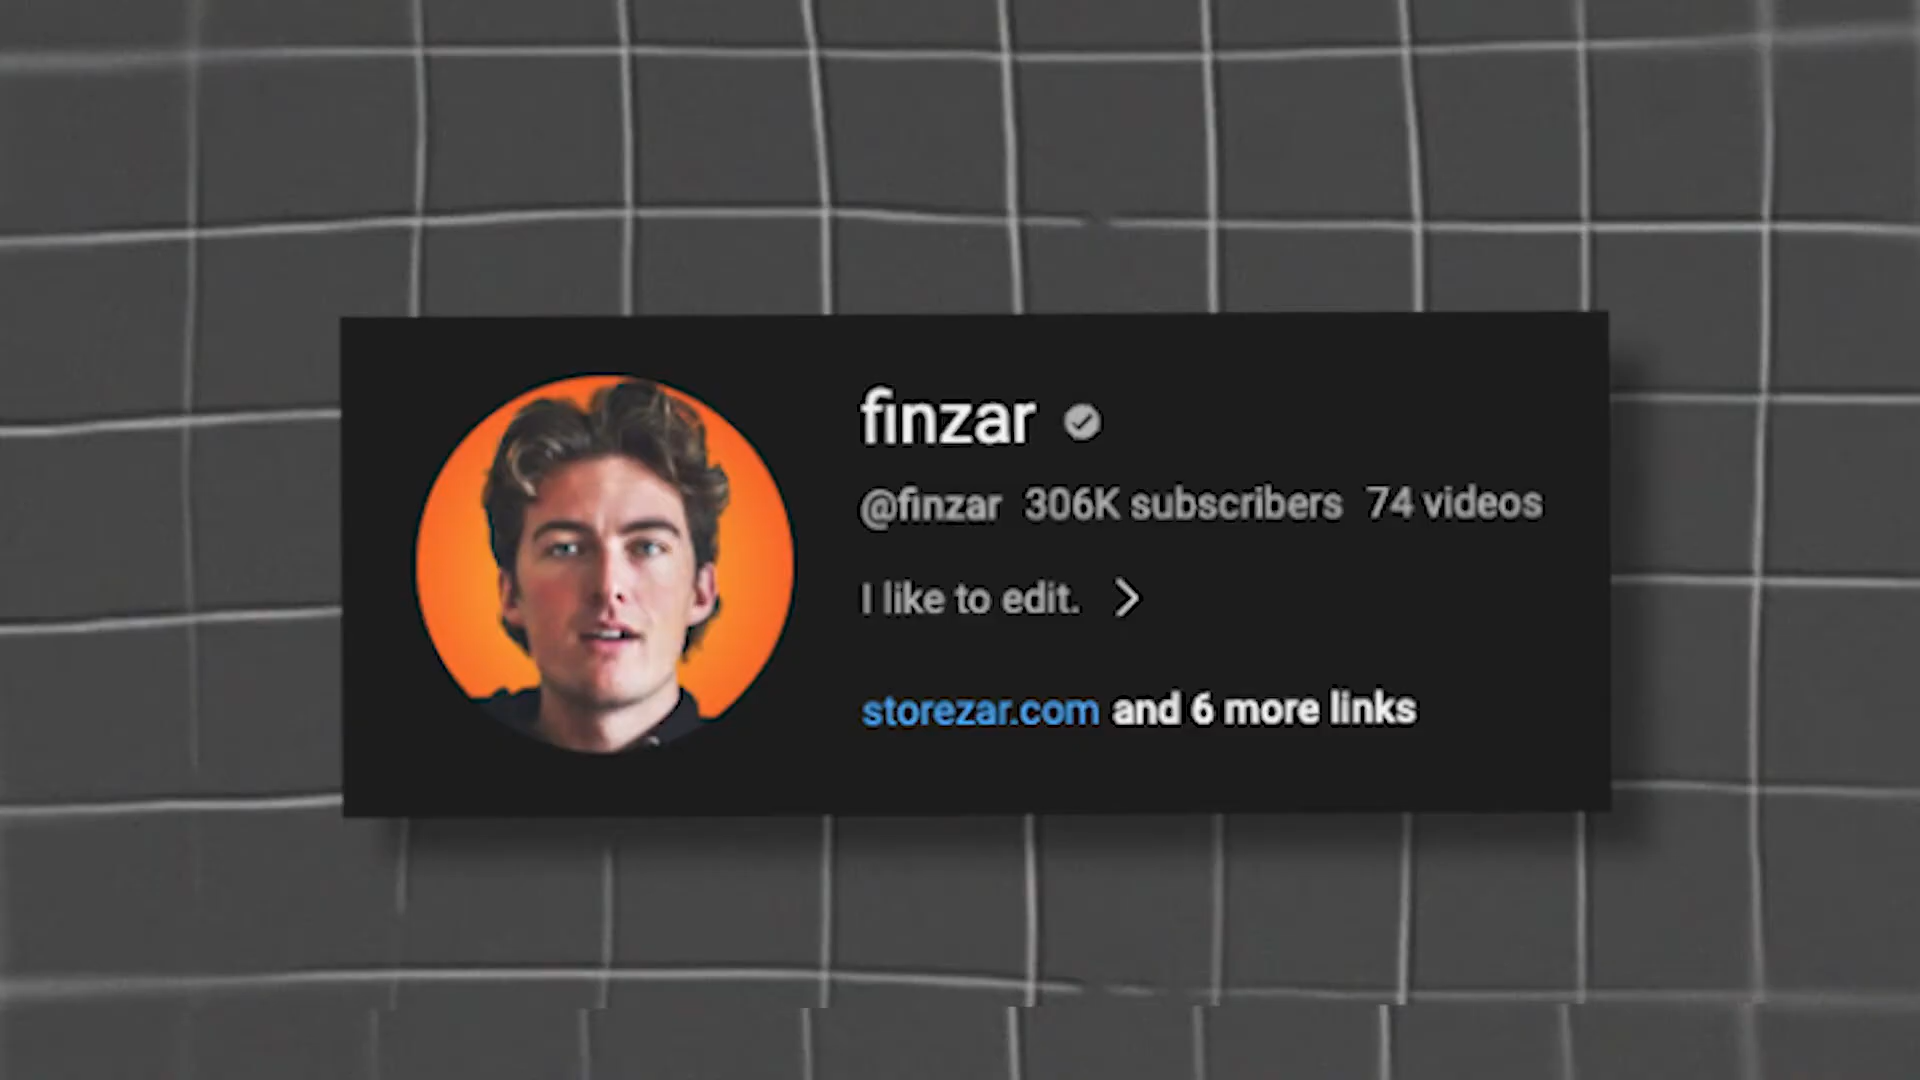 finzar
@finzar 306K subscribers 74 videos
I like to edit.
storezar.com and 6 more links